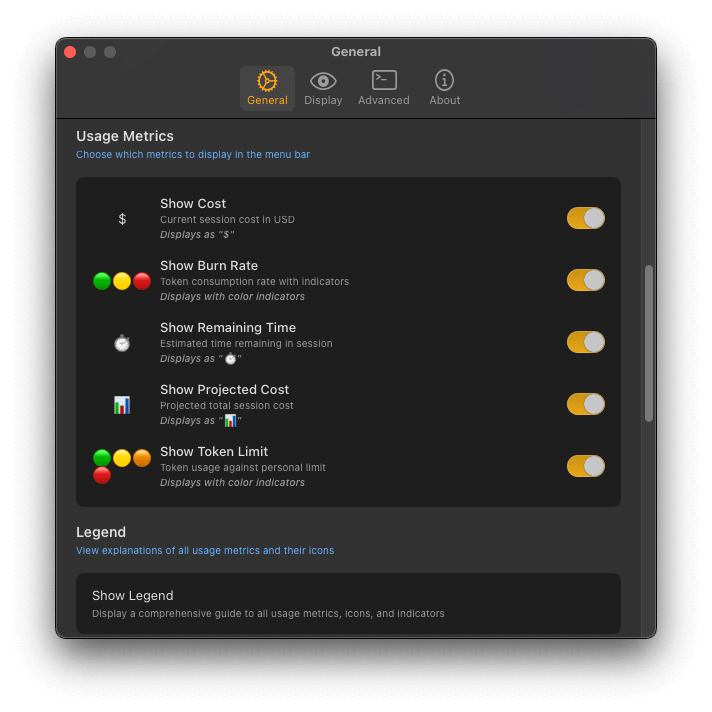 General
General
Display
Advanced
About
Usage Metrics
Choose which metrics to display in the menu bar
$
Show Cost
Current session cost in USD
Displays as "$"
Show Burn Rate
Token consumption rate with indicators
Displays with color indicators
Show Remaining Time
Estimated time remaining in session
Displays as "⏱️"
Show Projected Cost
Projected total session cost
Displays as "📊"
Show Token Limit
Token usage against personal limit
Displays with color indicators
Legend
View explanations of all usage metrics and their icons
Show Legend
Display a comprehensive guide to all usage metrics, icons, and indicators